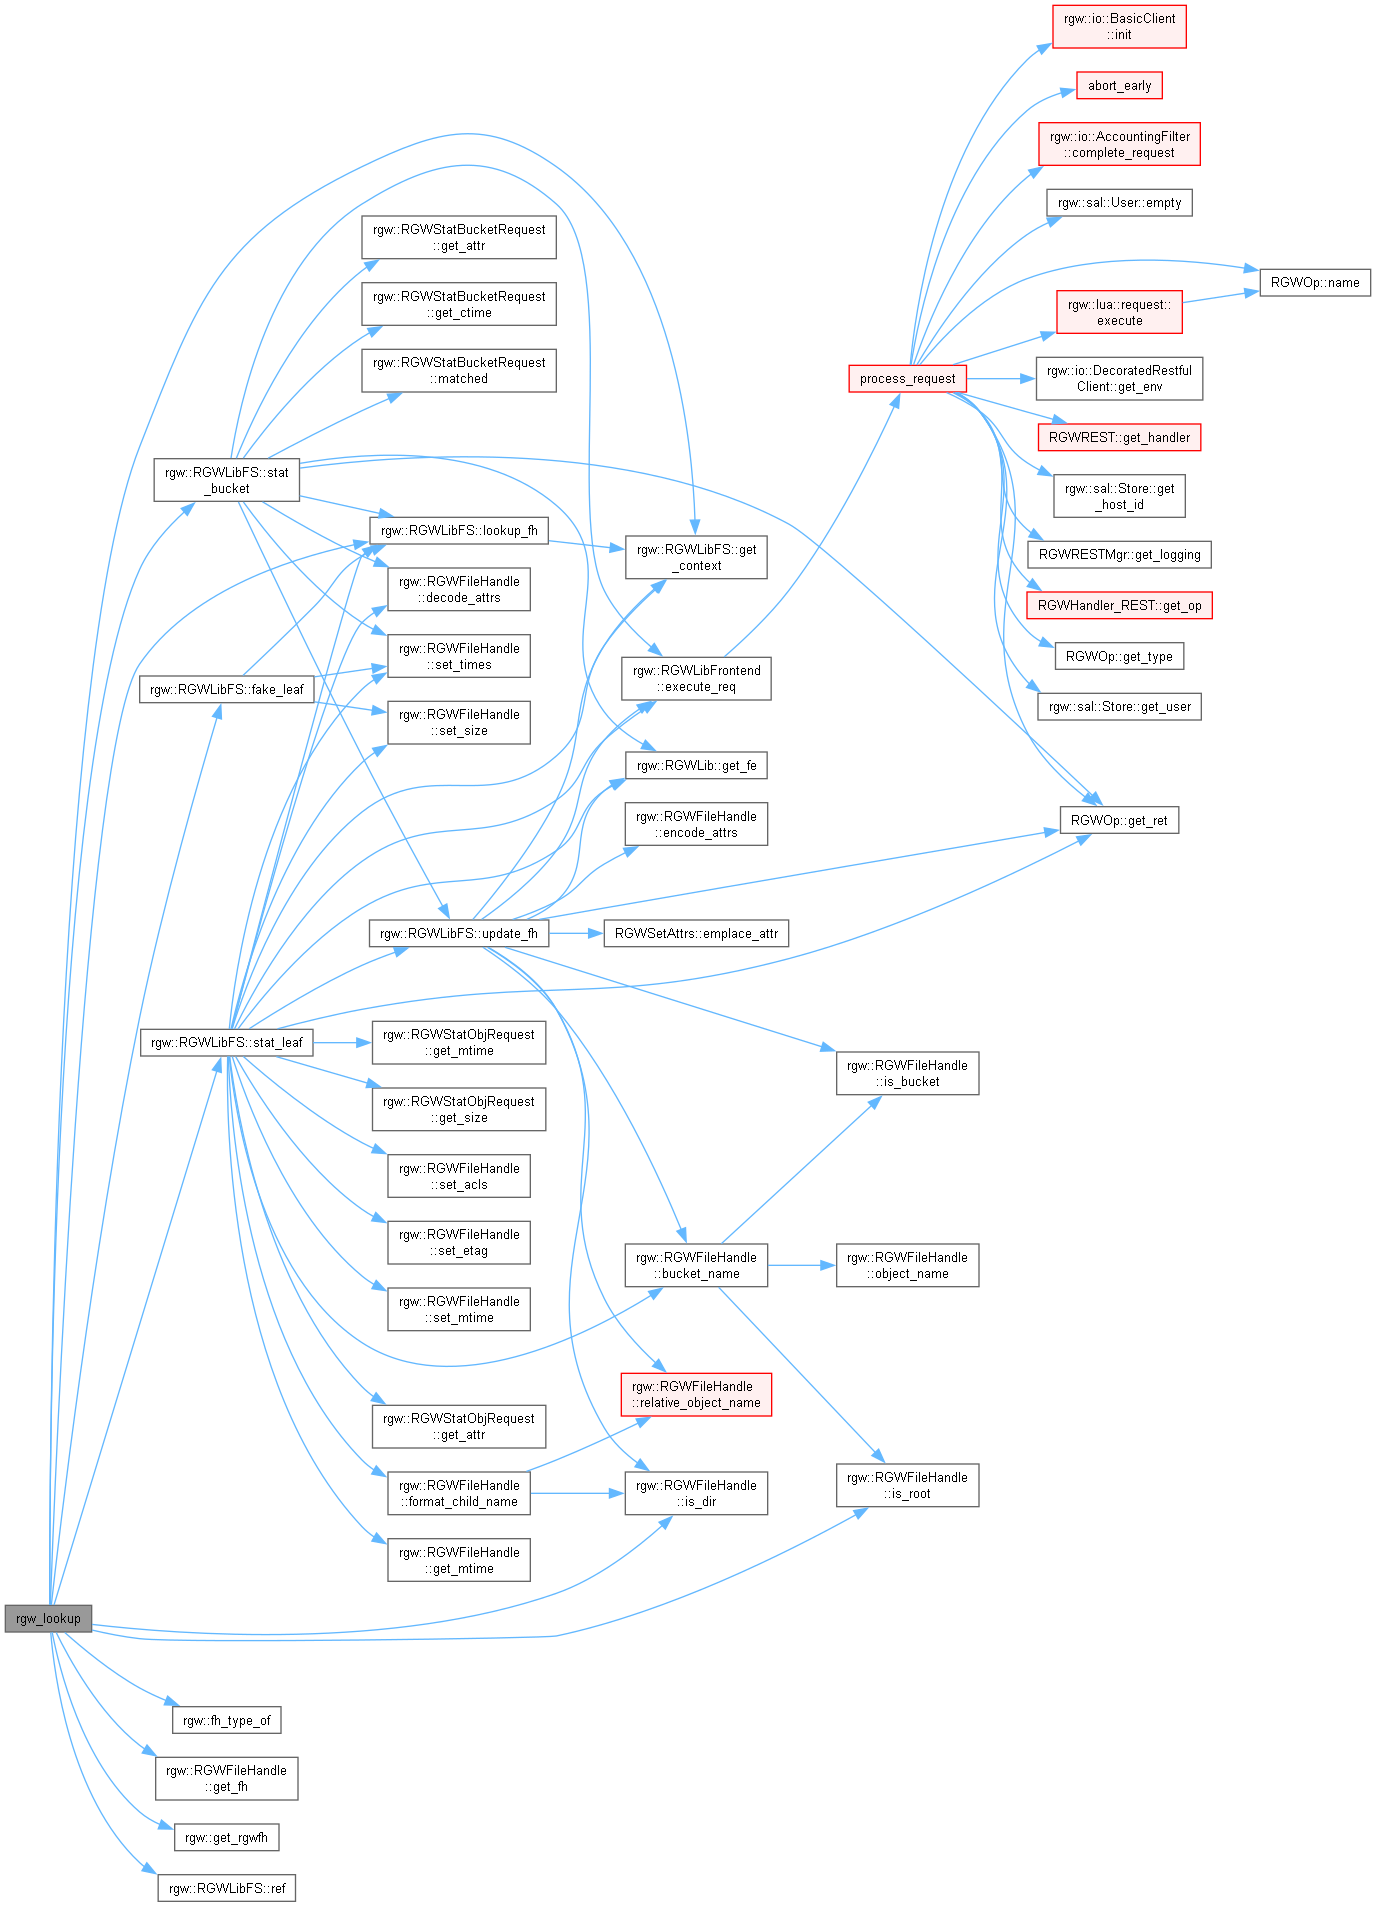 rgw::io::BasicClient
::init
abort_early
rgw::io::AccountingFilter
::complete_request
rgw::sal::User::empty
RGWOp::name
rgw::lua::request::
execute
process_request
rgw::io::DecoratedRestful
Client::get_env
RGWREST::get_handler
rgw::sal::Store::get
_host_id
RGWRESTMgr::get_logging
RGWHandler_REST::get_op
RGWOp::get_type
rgw::sal::Store::get_user
RGWOp::get_ret
rgw::RGWStatBucketRequest
::get_attr
rgw::RGWStatBucketRequest
::get_ctime
rgw::RGWStatBucketRequest
::matched
rgw::RGWLibFS::stat
_bucket
rgw::RGWLibFS::lookup_fh
rgw::RGWLibFS::get
_context
rgw::RGWFileHandle
::decode_attrs
rgw::RGWFileHandle
::set_times
rgw::RGWLibFS::fake_leaf
rgw::RGWLibFrontend
::execute_req
rgw::RGWFileHandle
::set_size
rgw::RGWLib::get_fe
rgw::RGWFileHandle
::encode_attrs
rgw::RGWLibFS::update_fh
RGWSetAttrs::emplace_attr
rgw::RGWLibFS::stat_leaf
rgw::RGWStatObjRequest
::get_mtime
rgw::RGWFileHandle
::is_bucket
rgw::RGWStatObjRequest
::get_size
rgw::RGWFileHandle
::set_acls
rgw::RGWFileHandle
::set_etag
rgw::RGWFileHandle
::bucket_name
rgw::RGWFileHandle
::object_name
rgw::RGWFileHandle
::set_mtime
rgw::RGWFileHandle
::relative_object_name
rgw::RGWStatObjRequest
::get_attr
rgw::RGWFileHandle
::format_child_name
rgw::RGWFileHandle
::is_dir
rgw::RGWFileHandle
::is_root
rgw::RGWFileHandle
::get_mtime
rgw_lookup
rgw::fh_type_of
rgw::RGWFileHandle
::get_fh
rgw::get_rgwfh
rgw::RGWLibFS::ref